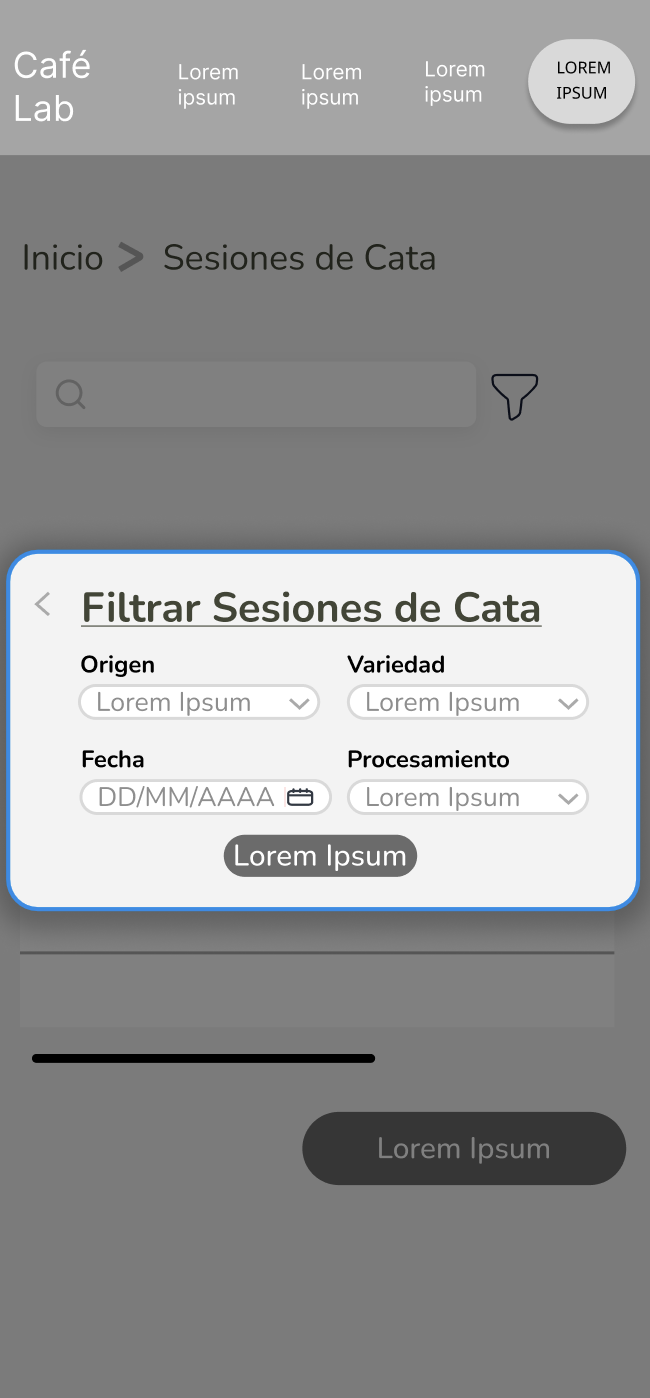 Café
Lab
Lorem
ipsum
Lorem
ipsum
Lorem
ipsum
LOREM
IPSUM
Inicio > Sesiones de Cata
Filtrar Sesiones de Cata
Origen
Variedad
Lorem Ipsum
Lorem Ipsum
Fecha
Procesamiento
DD/MM/AAAA
Lorem Ipsum
Lorem Ipsum
Lorem Ipsum